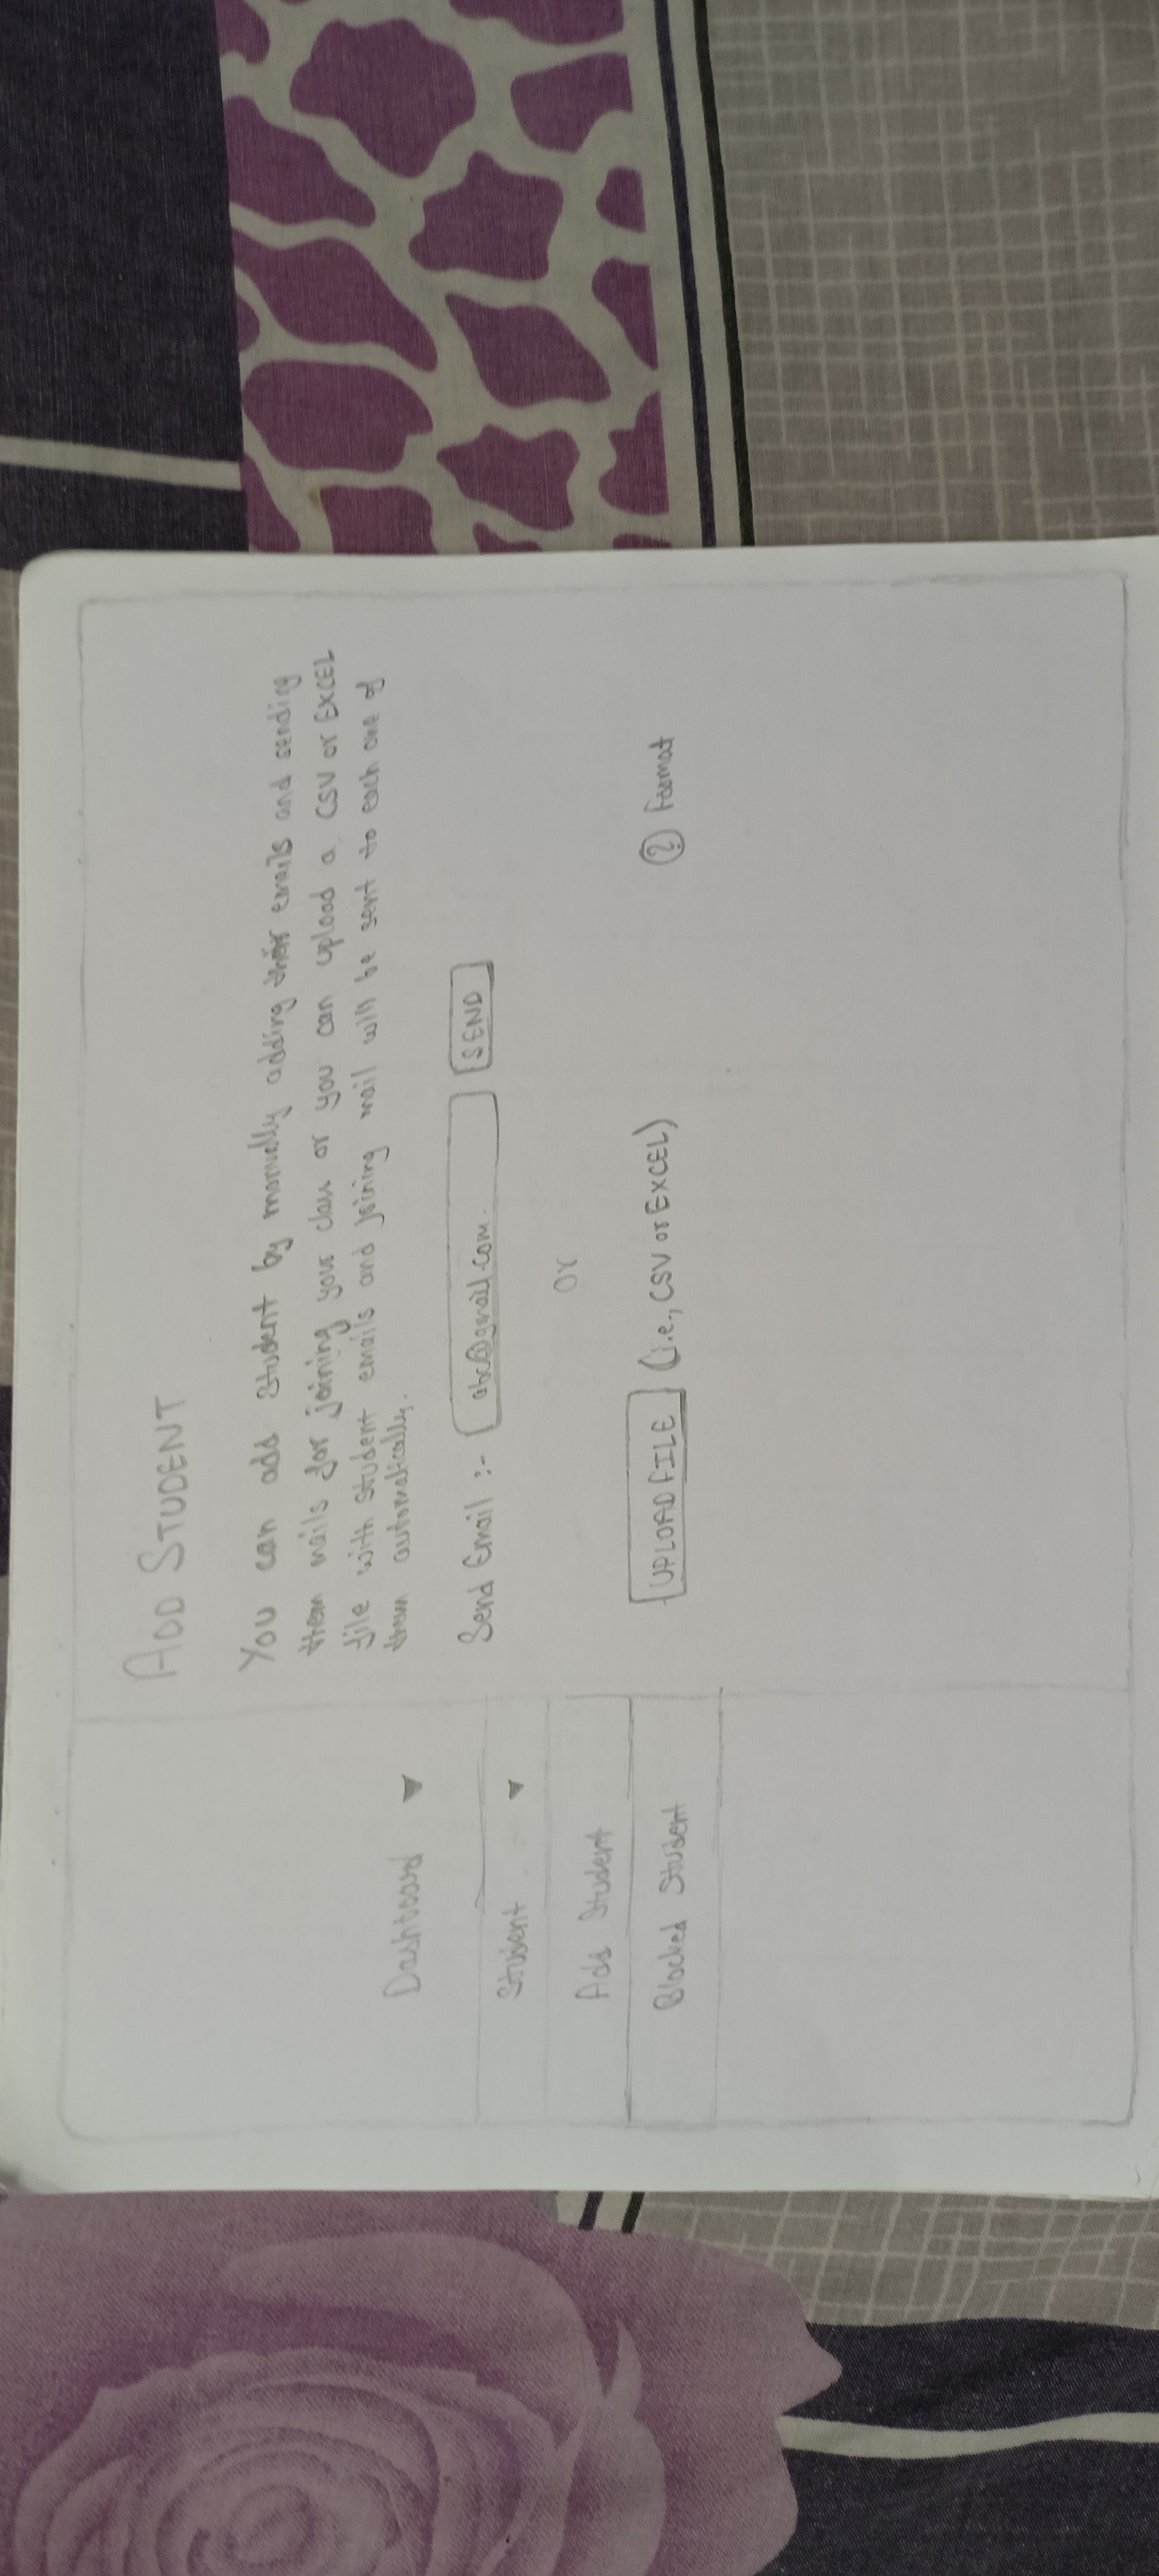 ADD STUDENT
You can add Student by manually adding their emails and sending
them mails for joining your class or you can upload a CSV or EXCEL
file with student emails and joining mail will be sent to each one of
them automatically.
Send Email :- abc@gmail.com. SEND
or
UPLOAD FILE (i.e., CSV or EXCEL) ? Format
Dashboard ▼
Student ▼
Add Student
Blocked Student